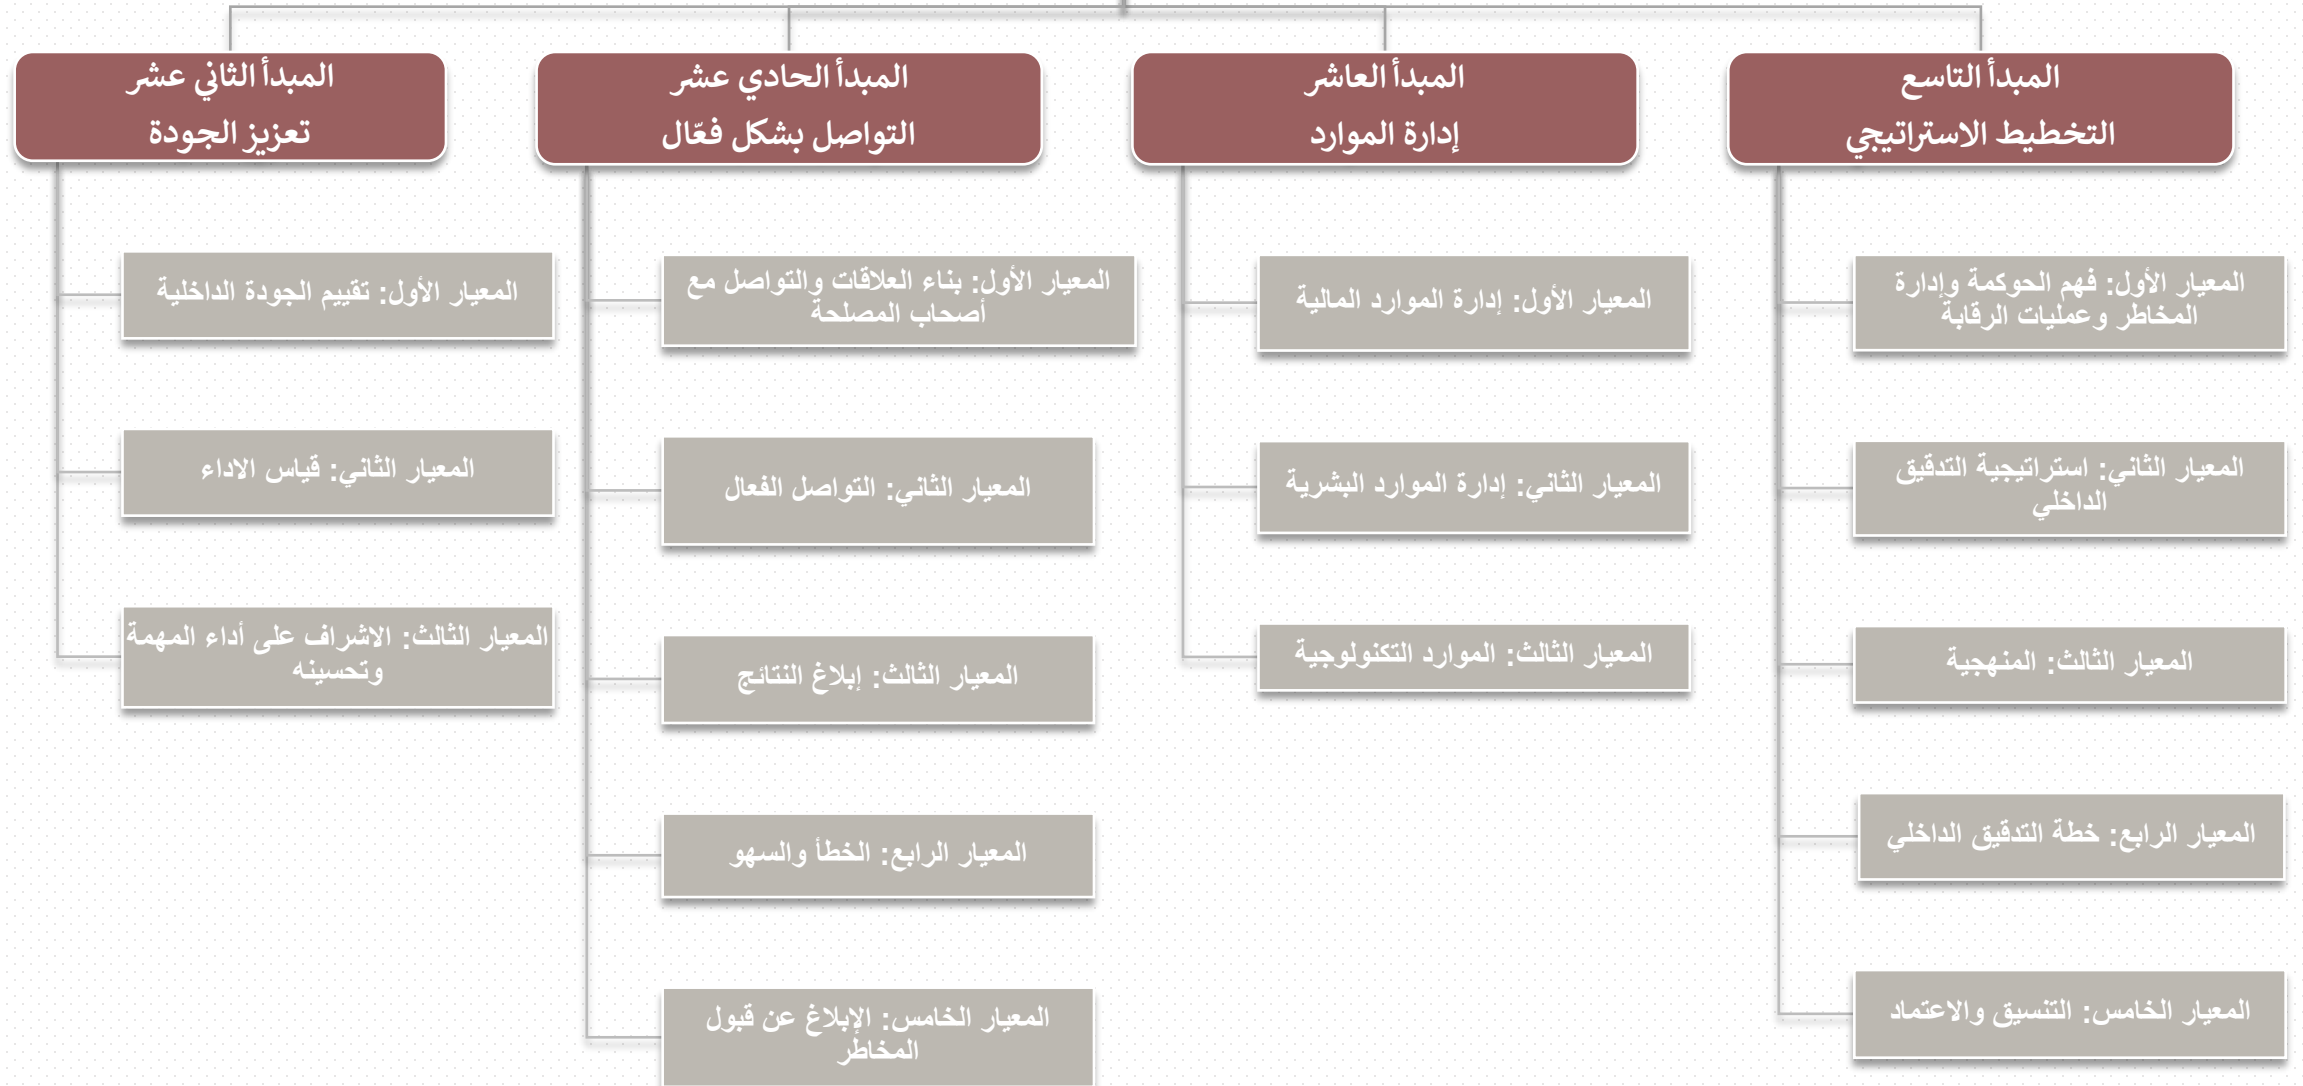 المبدأ التاسع
التخطيط الاستراتيجي
المعيار الأول: فهم الحوكمة وإدارة
المخاطر وعمليات الرقابة
المعيار الثاني: استراتيجية التدقيق
الداخلي
المعيار الثالث: المنهجية
المعيار الرابع: خطة التدقيق الداخلي
المعيار الخامس: التنسيق والاعتماد
المبدأ العاشر
إدارة الموارد
المعيار الأول: إدارة الموارد المالية
المعيار الثاني: إدارة الموارد البشرية
المعيار الثالث: الموارد التكنولوجية
المبدأ الحادي عشر
التواصل بشكل فعّال
المعيار الأول: بناء العلاقات والتواصل مع
أصحاب المصلحة
المعيار الثاني: التواصل الفعال
المعيار الثالث: إبلاغ النتائج
المعيار الرابع: الخطأ والسهو
المعيار الخامس: الإبلاغ عن قبول
المخاطر
المبدأ الثاني عشر
تعزيز الجودة
المعيار الأول: تقييم الجودة الداخلية
المعيار الثاني: قياس الاداء
المعيار الثالث: الاشراف على أداء المهمة
وتحسينه